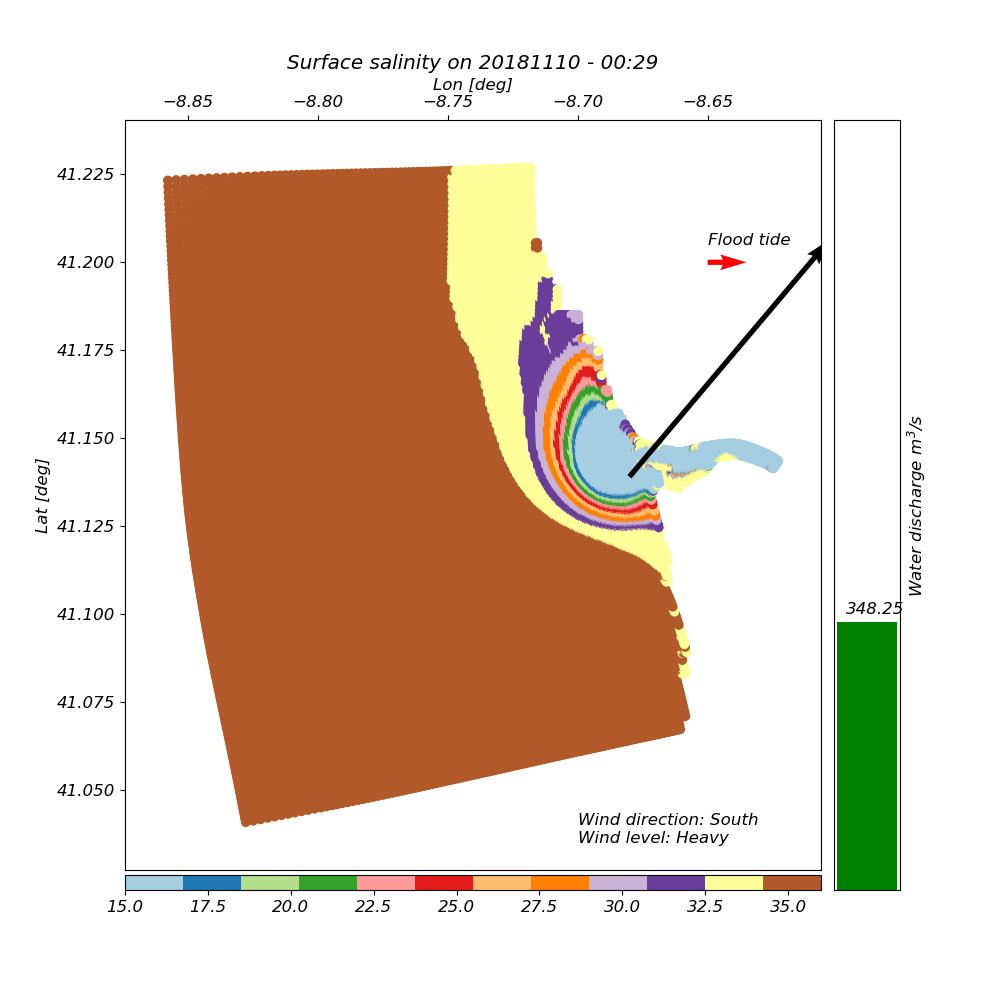 Surface salinity on 20181110 - 00:29
Lon [deg]
−8.85 −8.80 −8.75 −8.70 −8.65
41.225
41.200
41.175
41.150
41.125
41.100
41.075
41.050
Lat [deg]
Flood tide
Wind direction: South
Wind level: Heavy
348.25
Water discharge m³/s
15.0 17.5 20.0 22.5 25.0 27.5 30.0 32.5 35.0